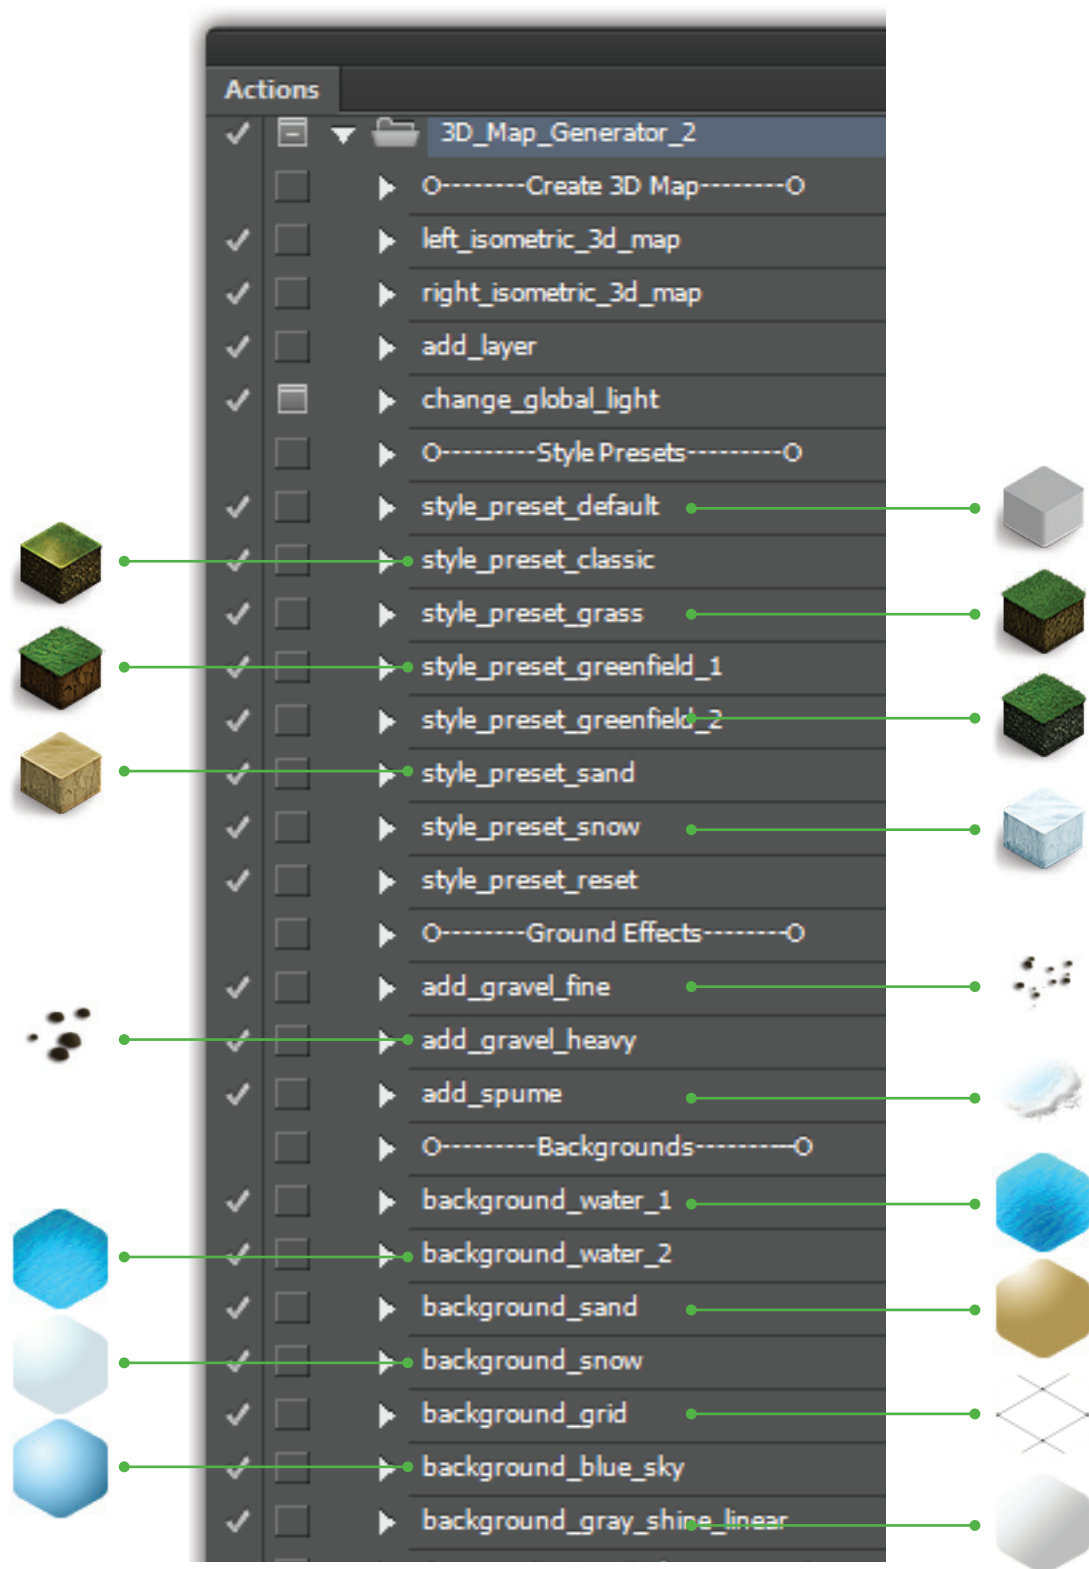 Actions
3D_Map_Generator_2
O--------Create 3D Map--------O
left_isometric_3d_map
right_isometric_3d_map
add_layer
change_global_light
O---------Style Presets---------O
style_preset_default
style_preset_classic
style_preset_grass
style_preset_greenfield_1
style_preset_greenfield_2
style_preset_sand
style_preset_snow
style_preset_reset
O--------Ground Effects--------O
add_gravel_fine
add_gravel_heavy
add_spume
O---------Backgrounds----------O
background_water_1
background_water_2
background_sand
background_snow
background_grid
background_blue_sky
background_gray_shine_linear